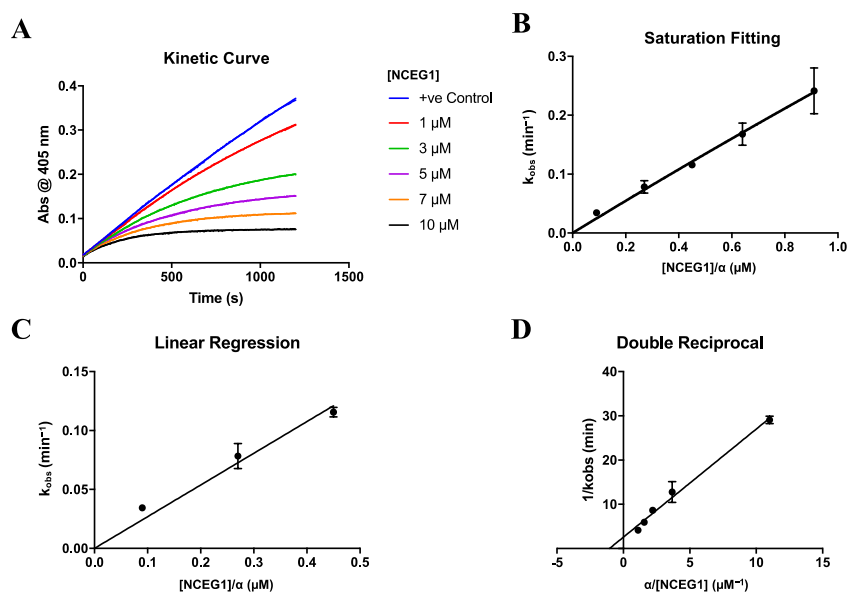 A
Kinetic Curve
Abs @ 405 nm
0.4
0.3
0.2
0.1
0.0
0
500
1000
1500
Time (s)
[NCEG1]
+ve Control
1 µM
3 µM
5 µM
7 µM
10 µM
B
Saturation Fitting
kobs (min⁻¹)
0.3
0.2
0.1
0.0
0.0
0.2
0.4
0.6
0.8
1.0
[NCEG1]/α (µM)
C
Linear Regression
kobs (min⁻¹)
0.15
0.10
0.05
0.00
0.0
0.1
0.2
0.3
0.4
0.5
[NCEG1]/α (µM)
D
Double Reciprocal
1/kobs (min)
40
30
20
10
-5
0
5
10
15
α/[NCEG1] (µM⁻¹)